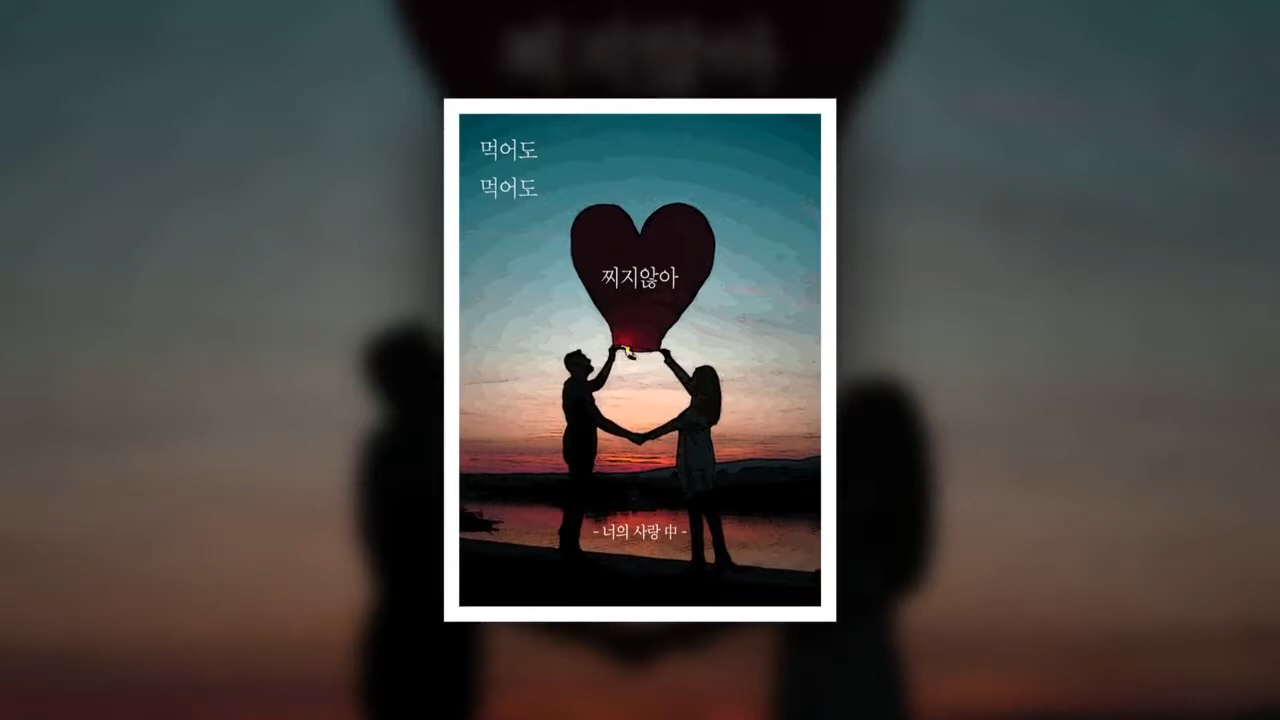 먹어도
먹어도
찌지않아
- 너의 사랑 中 -